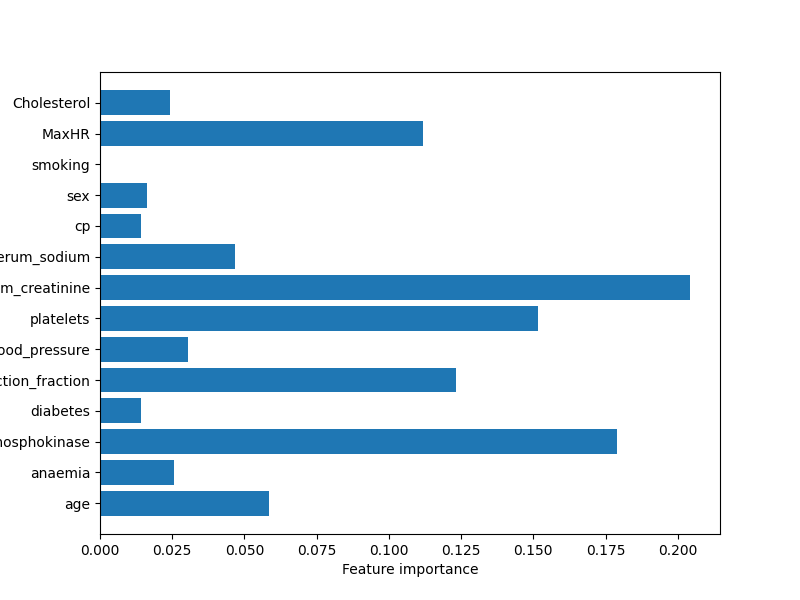 Cholesterol
MaxHR
smoking
sex
cp
erum_sodium
m_creatinine
platelets
ood_pressure
ction_fraction
diabetes
hosphokinase
anaemia
age
0.000 0.025 0.050 0.075 0.100 0.125 0.150 0.175 0.200
Feature importance